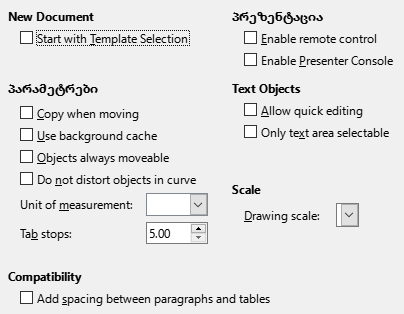 New Document
Start with Template Selection
პარამეტრები
Copy when moving
Use background cache
Objects always moveable
Do not distort objects in curve
Unit of measurement:
Tab stops: 5.00
Compatibility
Add spacing between paragraphs and tables
პრეზენტაცია
Enable remote control
Enable Presenter Console
Text Objects
Allow quick editing
Only text area selectable
Scale
Drawing scale: